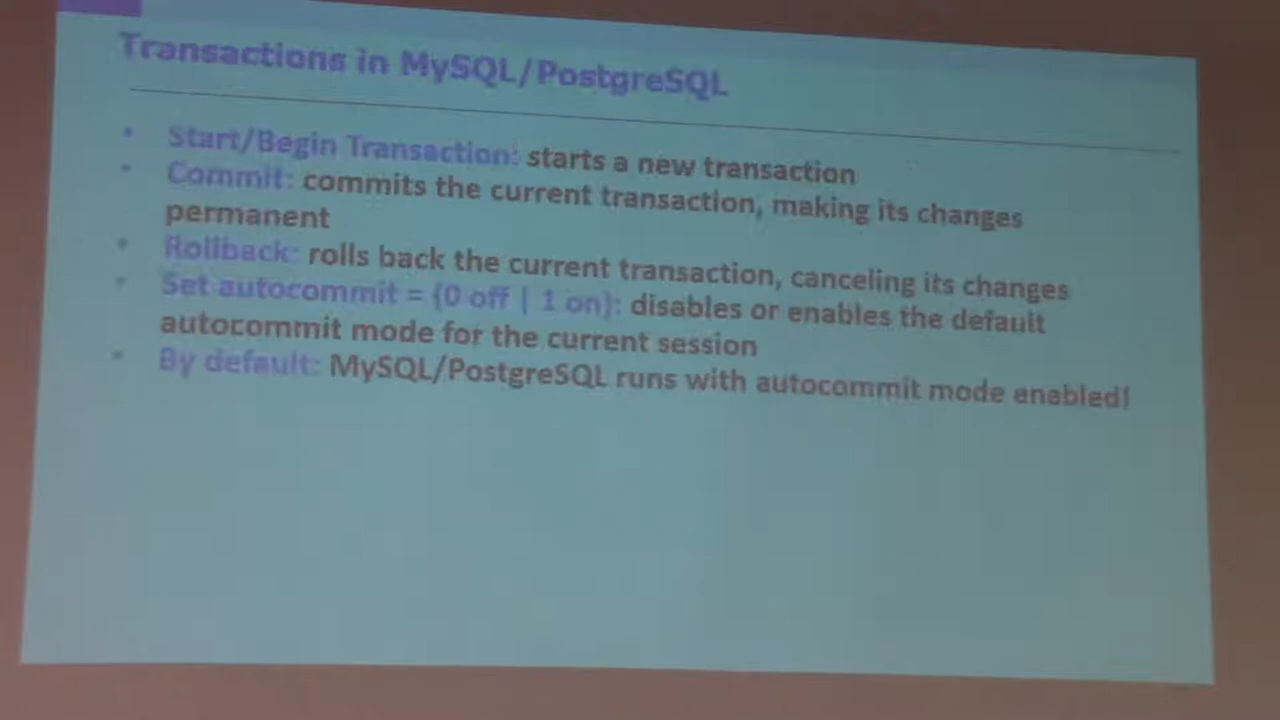 Transactions in MySQL/PostgreSQL
• Start/Begin Transaction: starts a new transaction
• Commit: commits the current transaction, making its changes
permanent
• Rollback: rolls back the current transaction, canceling its changes
• Set autocommit = {0 off | 1 on}: disables or enables the default
autocommit mode for the current session
• By default: MySQL/PostgreSQL runs with autocommit mode enabled!